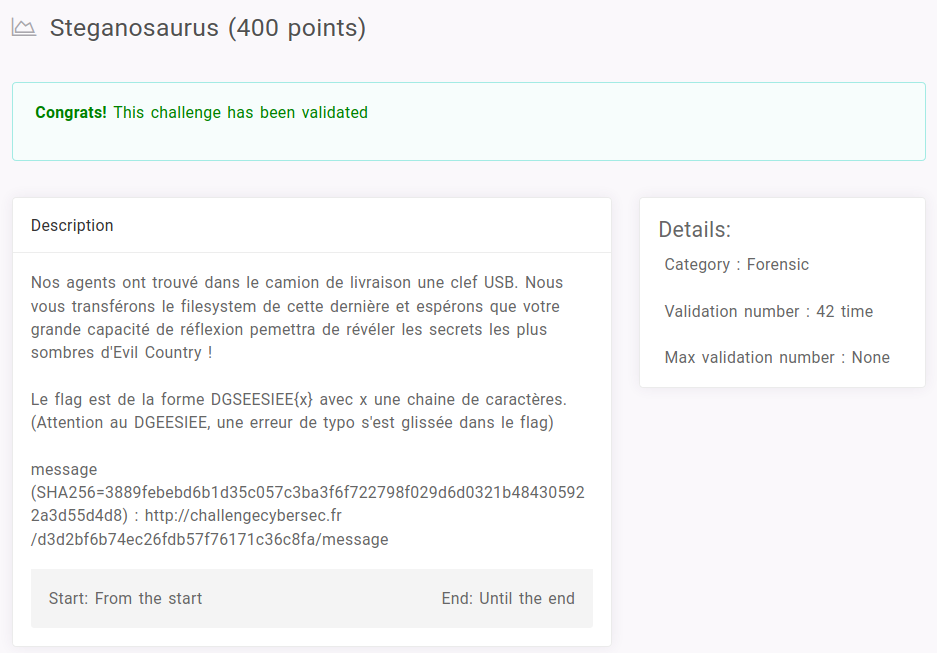 Steganosaurus (400 points)
Congrats! This challenge has been validated
Description
Nos agents ont trouvé dans le camion de livraison une clef USB. Nous
vous transférons le filesystem de cette dernière et espérons que votre
grande capacité de réflexion pemettra de révéler les secrets les plus
sombres d'Evil Country !
Le flag est de la forme DGSEESIEE{x} avec x une chaine de caractères.
(Attention au DGEESIEE, une erreur de typo s'est glissée dans le flag)
message
(SHA256=3889febebd6b1d35c057c3ba3f6f722798f029d6d0321b48430592
2a3d55d4d8) : http://challengecybersec.fr
/d3d2bf6b74ec26fdb57f76171c36c8fa/message
Start: From the start
End: Until the end
Details:
Category : Forensic
Validation number : 42 time
Max validation number : None